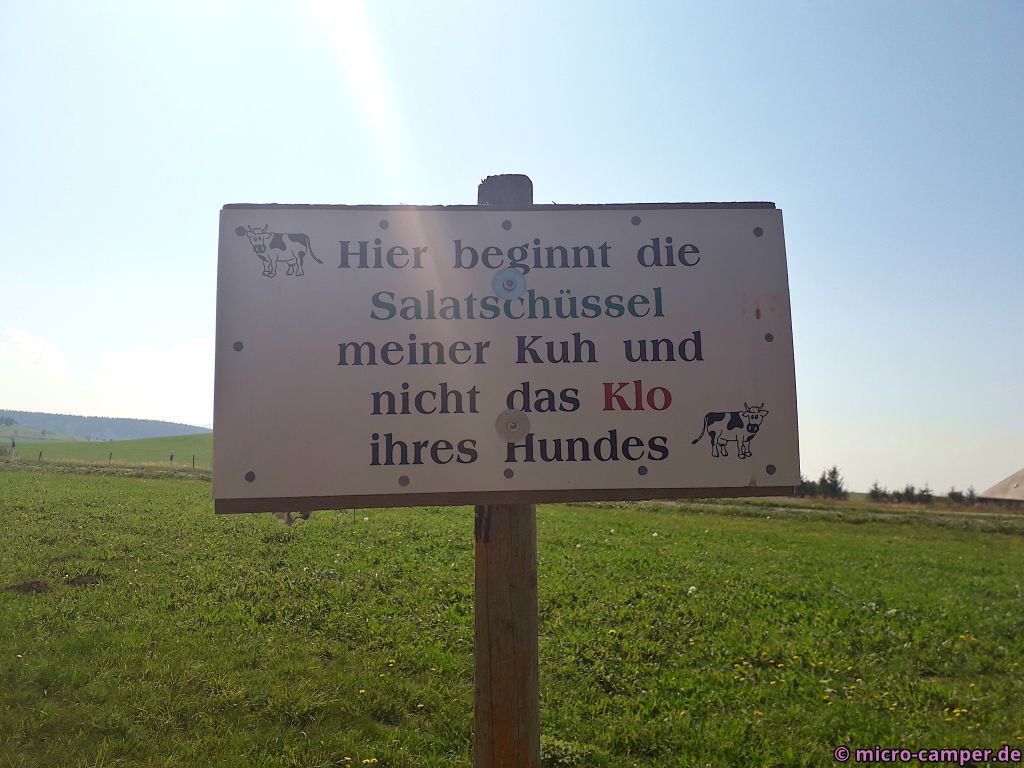 Hier beginnt die
Salatschüssel
meiner Kuh und
nicht das Klo
ihres Hundes
© micro-camper.de